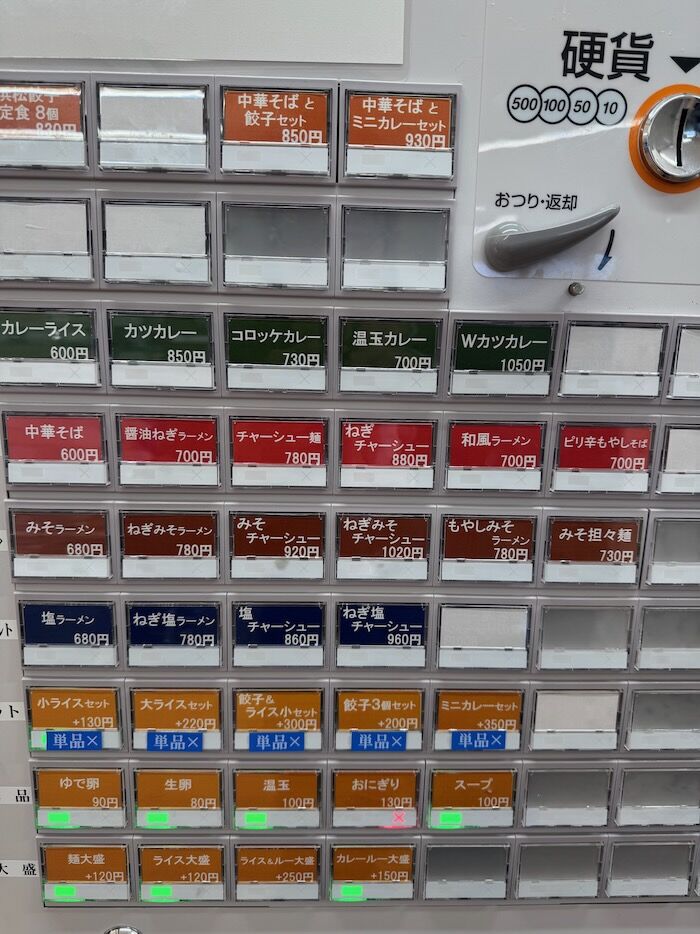 硬貨
500 100 50 10
おつり・返却
浜松餃子
定食 8個
830円
中華そばと
餃子セット
850円
中華そばと
ミニカレーセット
930円
カレーライス
600円
カツカレー
850円
コロッケカレー
730円
温玉カレー
700円
Wカツカレー
1050円
中華そば
600円
醤油ねぎラーメン
700円
チャーシュー麺
780円
ねぎ
チャーシュー
880円
和風ラーメン
700円
ピリ辛もやしそば
700円
みそラーメン
680円
ねぎみそラーメン
780円
みそ
チャーシュー
920円
ねぎみそ
チャーシュー
1020円
もやしみそ
ラーメン
780円
みそ担々麺
730円
塩ラーメン
680円
ねぎ塩ラーメン
780円
塩
チャーシュー
860円
ねぎ塩
チャーシュー
960円
ット
小ライスセット
+130円
単品×
大ライスセット
+220円
単品×
餃子&
ライス小セット
+300円
単品×
餃子3個セット
+200円
単品×
ミニカレーセット
+350円
単品×
品
ゆで卵
90円
生卵
80円
温玉
100円
おにぎり
130円
×
スープ
100円
大盛
麺大盛
+120円
ライス大盛
+120円
ライス&ルー大盛
+250円
カレールー大盛
+150円